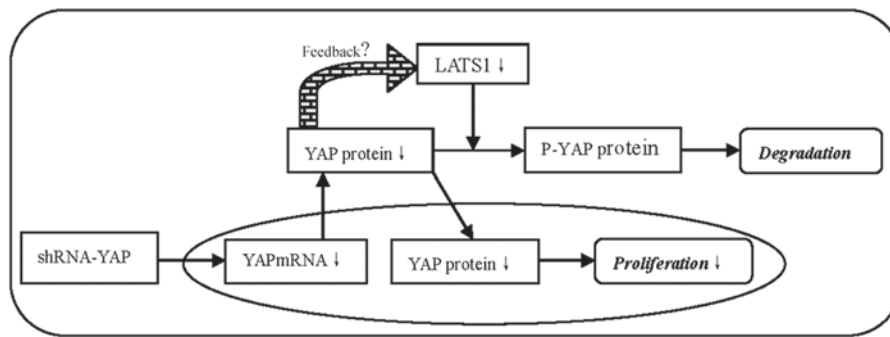 Feedback?
LATS1 ↓
YAP protein ↓
P-YAP protein
Degradation
shRNA-YAP
YAPmRNA ↓
YAP protein ↓
Proliferation ↓